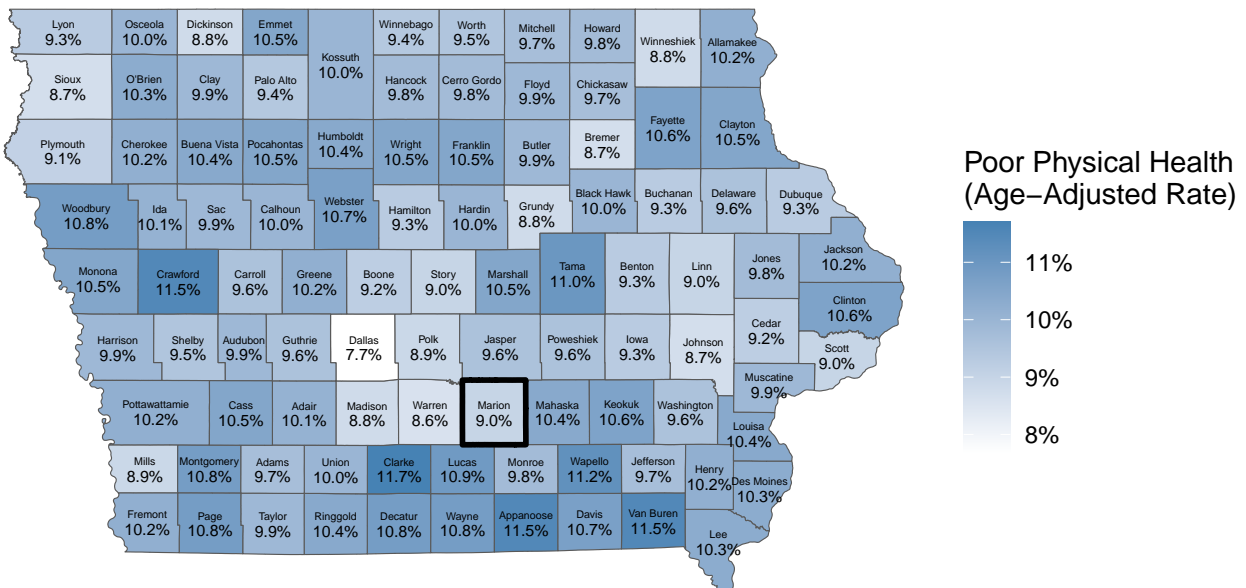 Lyon
9.3%
Osceola
10.0%
Dickinson
8.8%
Emmet
10.5%
Kossuth
10.0%
Winnebago
9.4%
Worth
9.5%
Mitchell
9.7%
Howard
9.8%
Winneshiek
8.8%
Allamakee
10.2%
Sioux
8.7%
O'Brien
10.3%
Clay
9.9%
Palo Alto
9.4%
Hancock
9.8%
Cerro Gordo
9.8%
Floyd
9.9%
Chickasaw
9.7%
Fayette
10.6%
Clayton
10.5%
Plymouth
9.1%
Cherokee
10.2%
Buena Vista
10.4%
Pocahontas
10.5%
Humboldt
10.4%
Wright
10.5%
Franklin
10.5%
Butler
9.9%
Bremer
8.7%
Woodbury
10.8%
Ida
10.1%
Sac
9.9%
Calhoun
10.0%
Webster
10.7%
Hamilton
9.3%
Hardin
10.0%
Grundy
8.8%
Black Hawk
10.0%
Buchanan
9.3%
Delaware
9.6%
Dubuque
9.3%
Monona
10.5%
Crawford
11.5%
Carroll
9.6%
Greene
10.2%
Boone
9.2%
Story
9.0%
Marshall
10.5%
Tama
11.0%
Benton
9.3%
Linn
9.0%
Jones
9.8%
Jackson
10.2%
Clinton
10.6%
Harrison
9.9%
Shelby
9.5%
Audubon
9.9%
Guthrie
9.6%
Dallas
7.7%
Polk
8.9%
Jasper
9.6%
Poweshiek
9.6%
Iowa
9.3%
Johnson
8.7%
Cedar
9.2%
Scott
9.0%
Muscatine
9.9%
Pottawattamie
10.2%
Cass
10.5%
Adair
10.1%
Madison
8.8%
Warren
8.6%
Marion
9.0%
Mahaska
10.4%
Keokuk
10.6%
Washington
9.6%
Louisa
10.4%
Mills
8.9%
Montgomery
10.8%
Adams
9.7%
Union
10.0%
Clarke
11.7%
Lucas
10.9%
Monroe
9.8%
Wapello
11.2%
Jefferson
9.7%
Henry
10.2%
Des Moines
10.3%
Fremont
10.2%
Page
10.8%
Taylor
9.9%
Ringgold
10.4%
Decatur
10.8%
Wayne
10.8%
Appanoose
11.5%
Davis
10.7%
Van Buren
11.5%
Lee
10.3%
Poor Physical Health
(Age−Adjusted Rate)
11%
10%
9%
8%